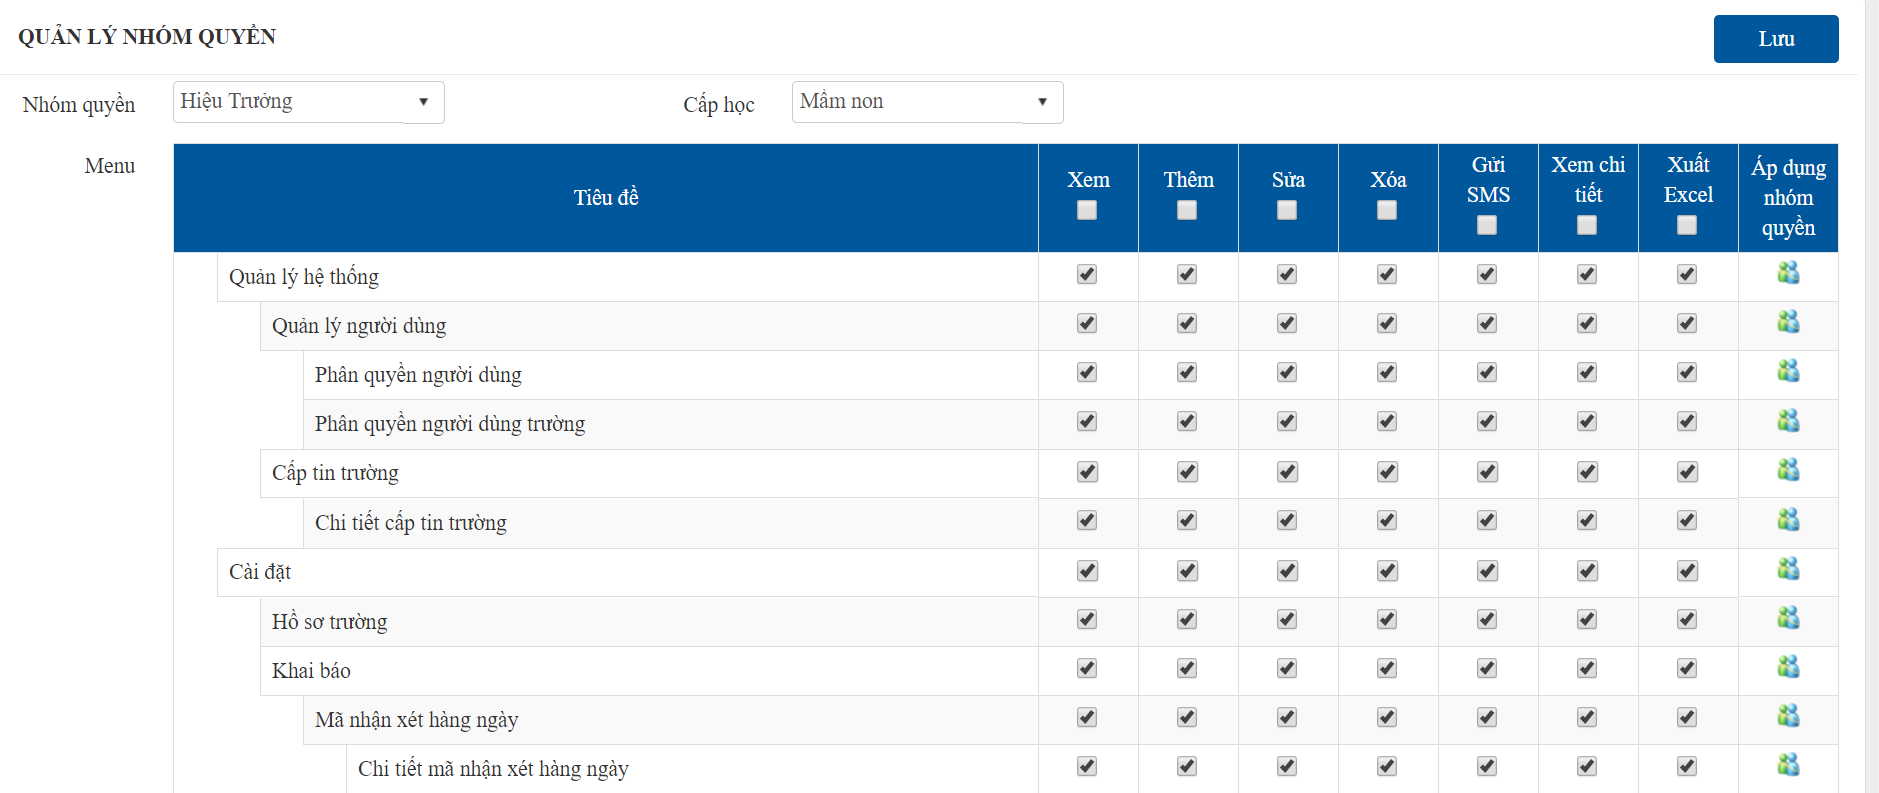 QUẢN LÝ NHÓM QUYỀN
Lưu
Nhóm quyền
Hiệu Trưởng
Cấp học
Mầm non
Menu
Tiêu đề
Xem
Thêm
Sửa
Xóa
Gửi
SMS
Xem chi
tiết
Xuất
Excel
Áp dụng
nhóm
quyền
Quản lý hệ thống
Quản lý người dùng
Phân quyền người dùng
Phân quyền người dùng trường
Cấp tin trường
Chi tiết cấp tin trường
Cài đặt
Hồ sơ trường
Khai báo
Mã nhận xét hàng ngày
Chi tiết mã nhận xét hàng ngày